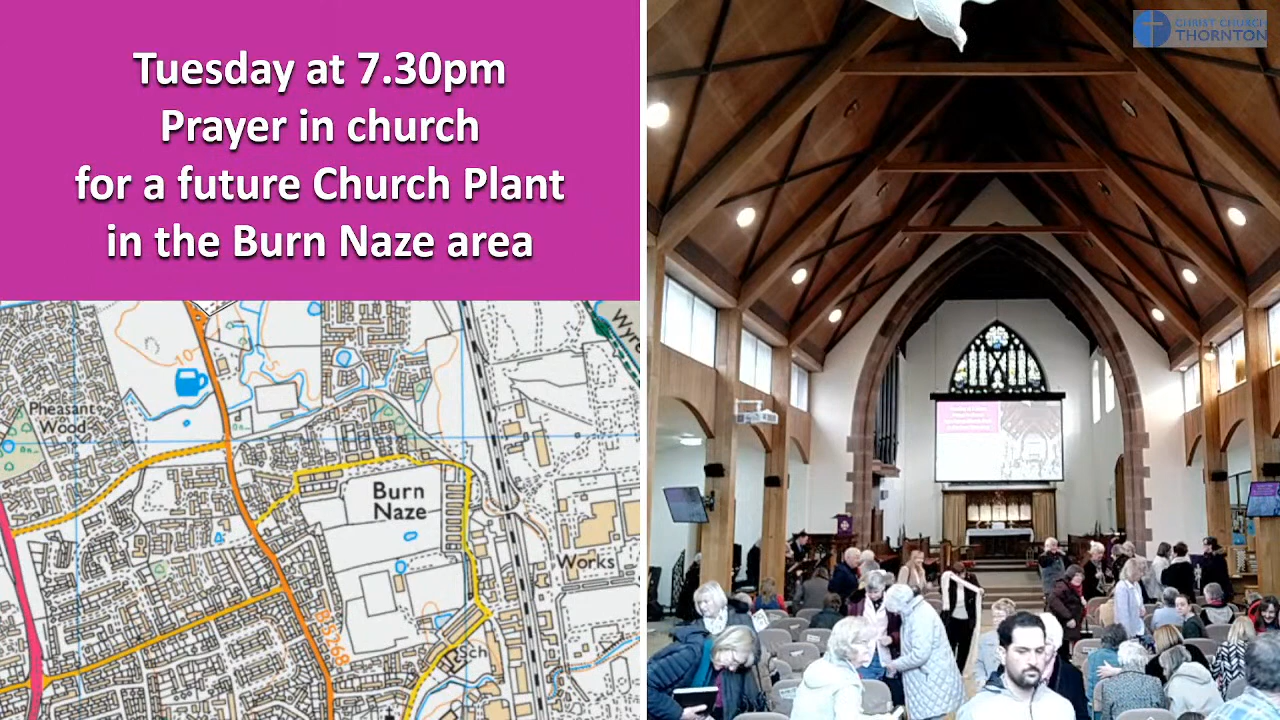 Tuesday at 7.30pm
Prayer in church
for a future Church Plant
in the Burn Naze area
CHRIST CHURCH
THORNTON
10
Pheasant
Wood
Burn
Naze
Works
B5268
Sch